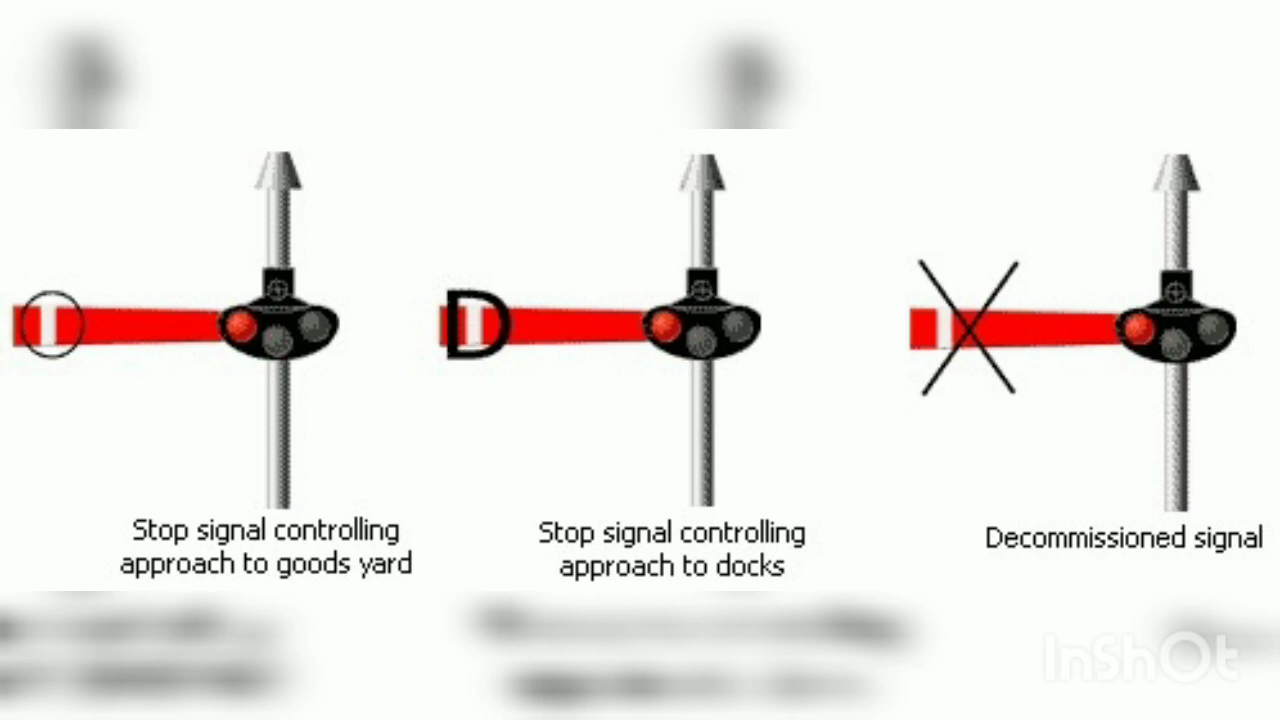 D
Stop signal controlling
approach to goods yard
Stop signal controlling
approach to docks
Decommissioned signal
InShOt